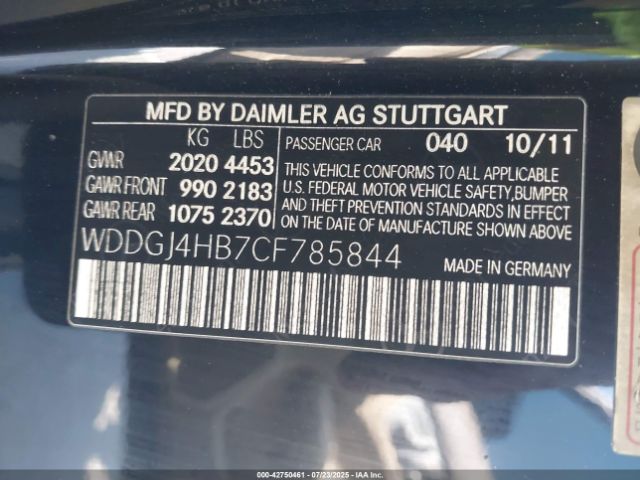 MFD BY DAIMLER AG STUTTGART
KG LBS
GVWR 2020 4453
GAWR FRONT 990 2183
GAWR REAR 1075 2370
PASSENGER CAR 040 10/11
THIS VEHICLE CONFORMS TO ALL APPLICABLE
U.S. FEDERAL MOTOR VEHICLE SAFETY, BUMPER
AND THEFT PREVENTION STANDARDS IN EFFECT
ON THE DATE OF MANUFACTURE SHOWN ABOVE.
WDDGJ4HB7CF785844
MADE IN GERMANY
000-42750461 - 07/23/2025 - IAA Inc.